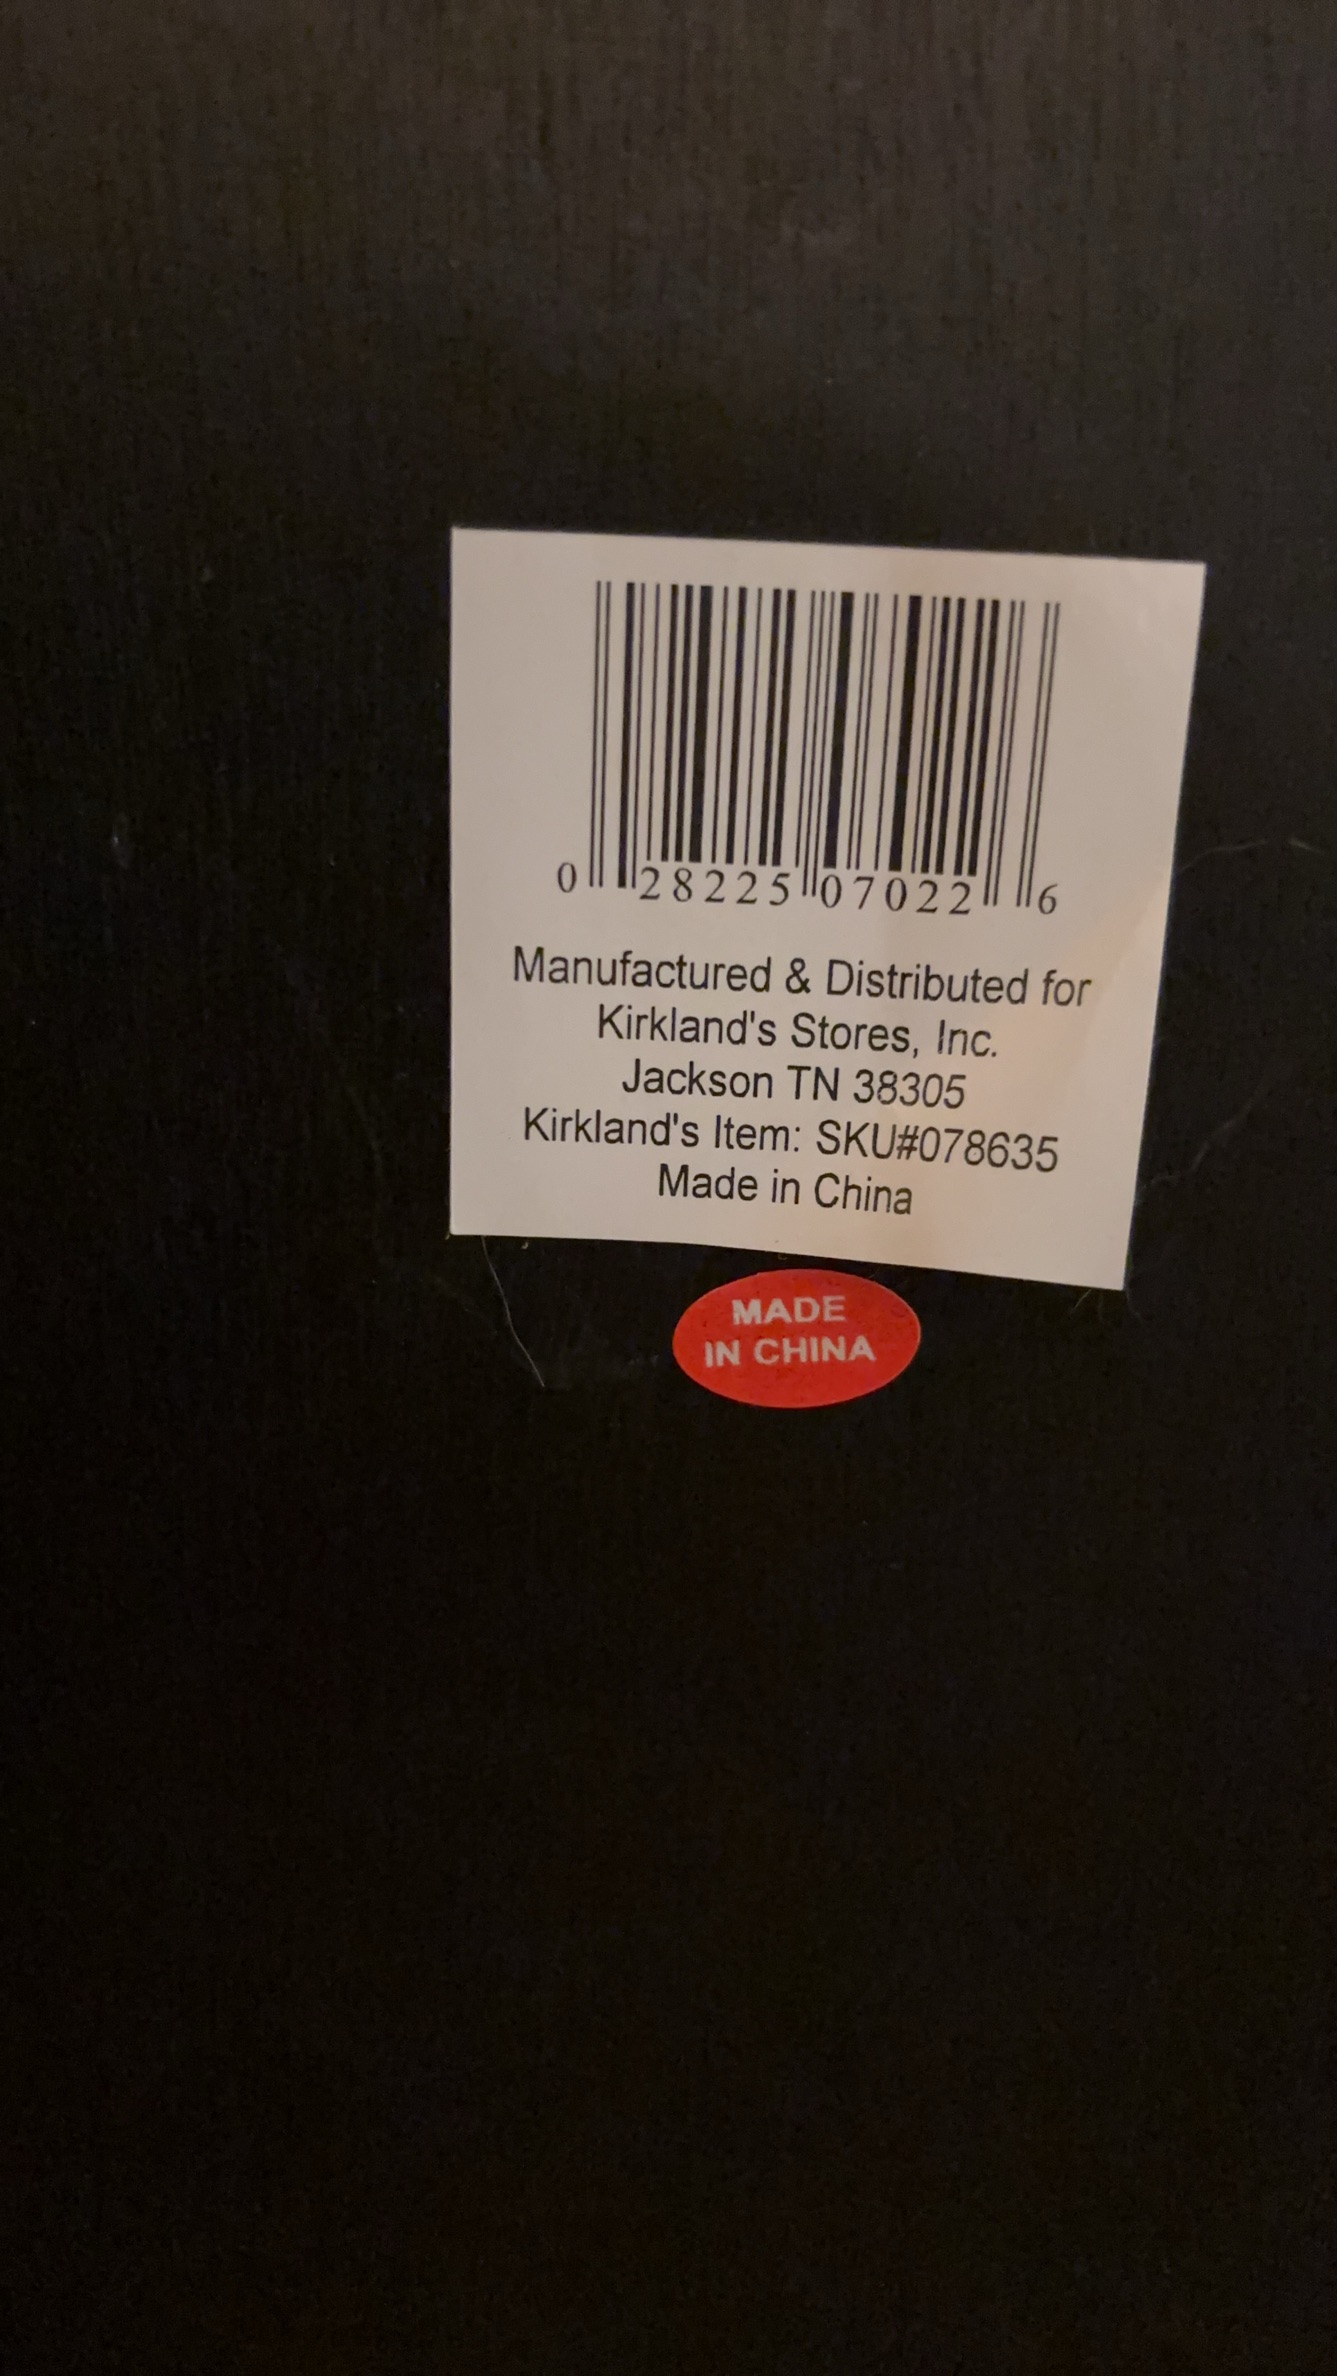 0 28225 07022 6
Manufactured & Distributed for
Kirkland's Stores, Inc.
Jackson TN 38305
Kirkland's Item: SKU#078635
Made in China
MADE
IN CHINA